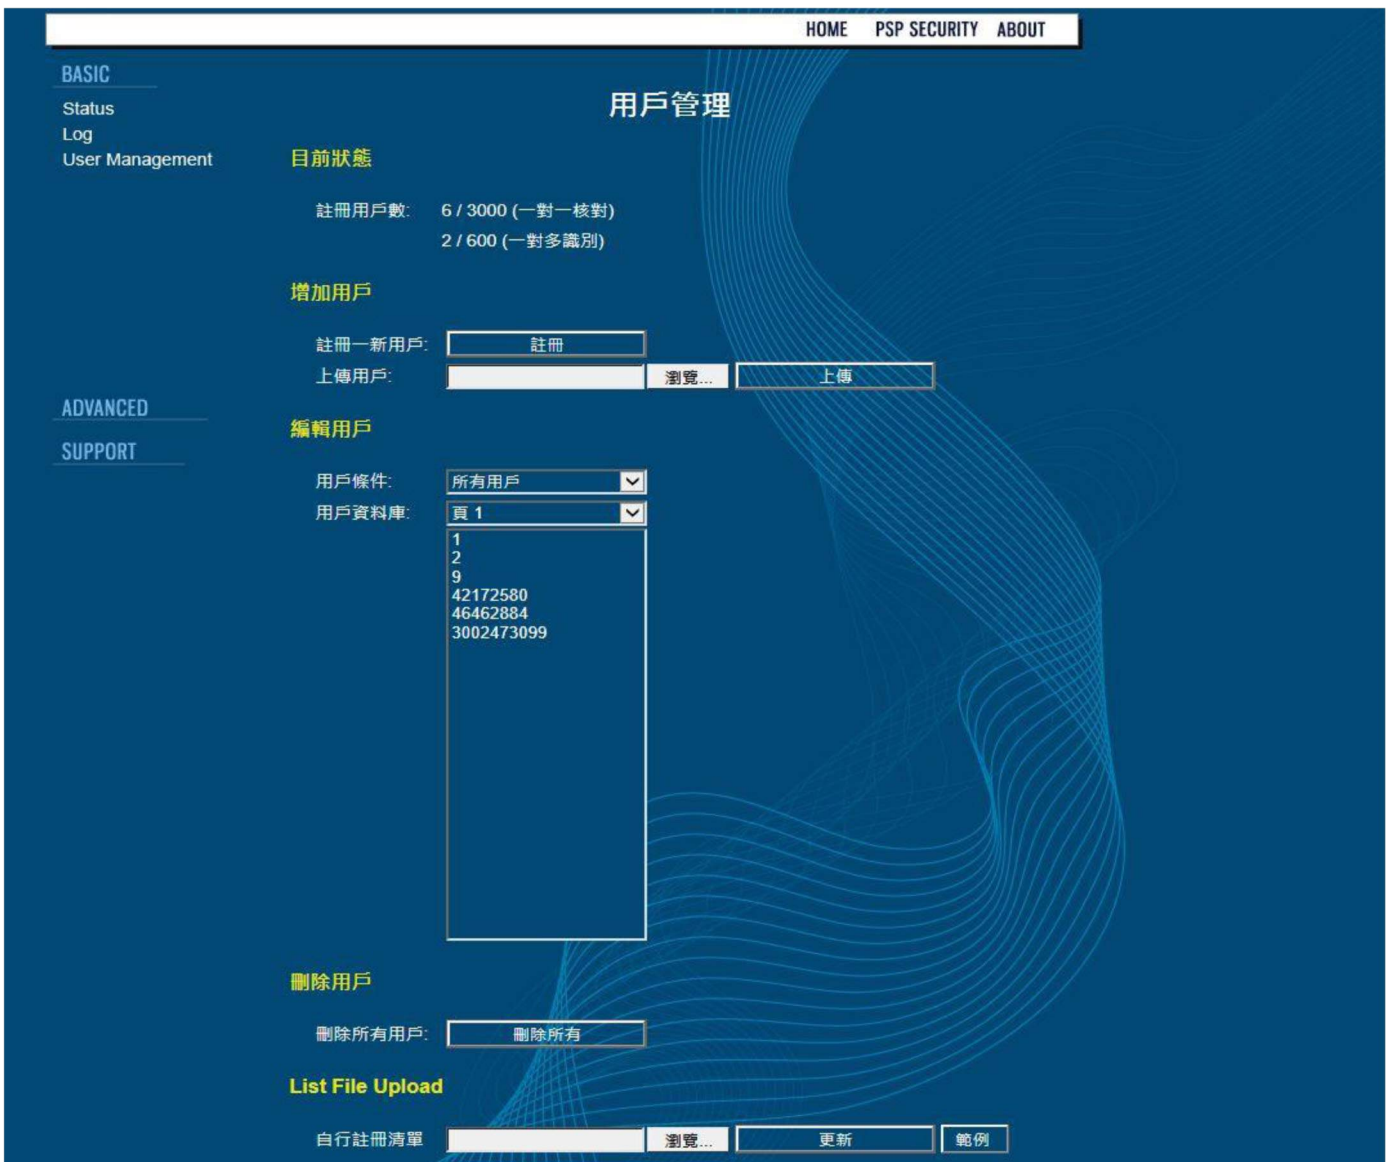 HOME PSP SECURITY ABOUT
BASIC
Status
Log
User Management
ADVANCED
SUPPORT
用戶管理
目前狀態
註冊用戶數: 6 / 3000 (一對一核對)
2 / 600 (一對多識別)
增加用戶
註冊一新用戶: 註冊
上傳用戶: 瀏覽... 上傳
編輯用戶
用戶條件: 所有用戶
用戶資料庫: 頁 1
1
2
9
42172580
46462884
3002473099
刪除用戶
刪除所有用戶: 刪除所有
List File Upload
自行註冊清單 瀏覽... 更新 範例